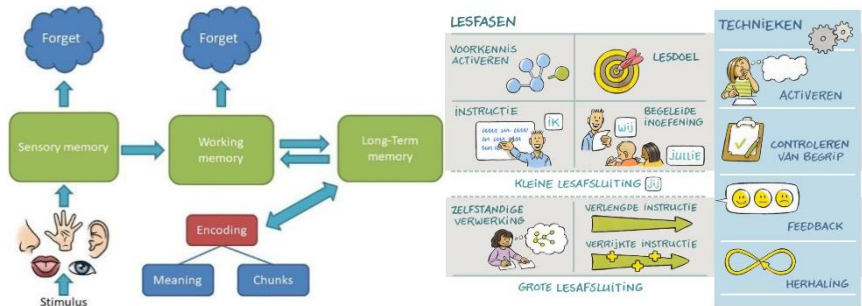 Forget
Forget
Sensory memory
Working
memory
Long-Term
memory
Encoding
Meaning
Chunks
Stimulus
LESFASEN
VOORKENNIS
ACTIVEREN
LESDOEL
INSTRUCTIE
ik
BEGELEIDE
INOEFENING
wij
jullie
KLEINE LESAFSLUITING jij
ZELFSTANDIGE
VERWERKING
VERLENGDE INSTRUCTIE
VERRIJKTE INSTRUCTIE
GROTE LESAFSLUITING
TECHNIEKEN
ACTIVEREN
CONTROLEREN
VAN BEGRIP
FEEDBACK
HERHALING